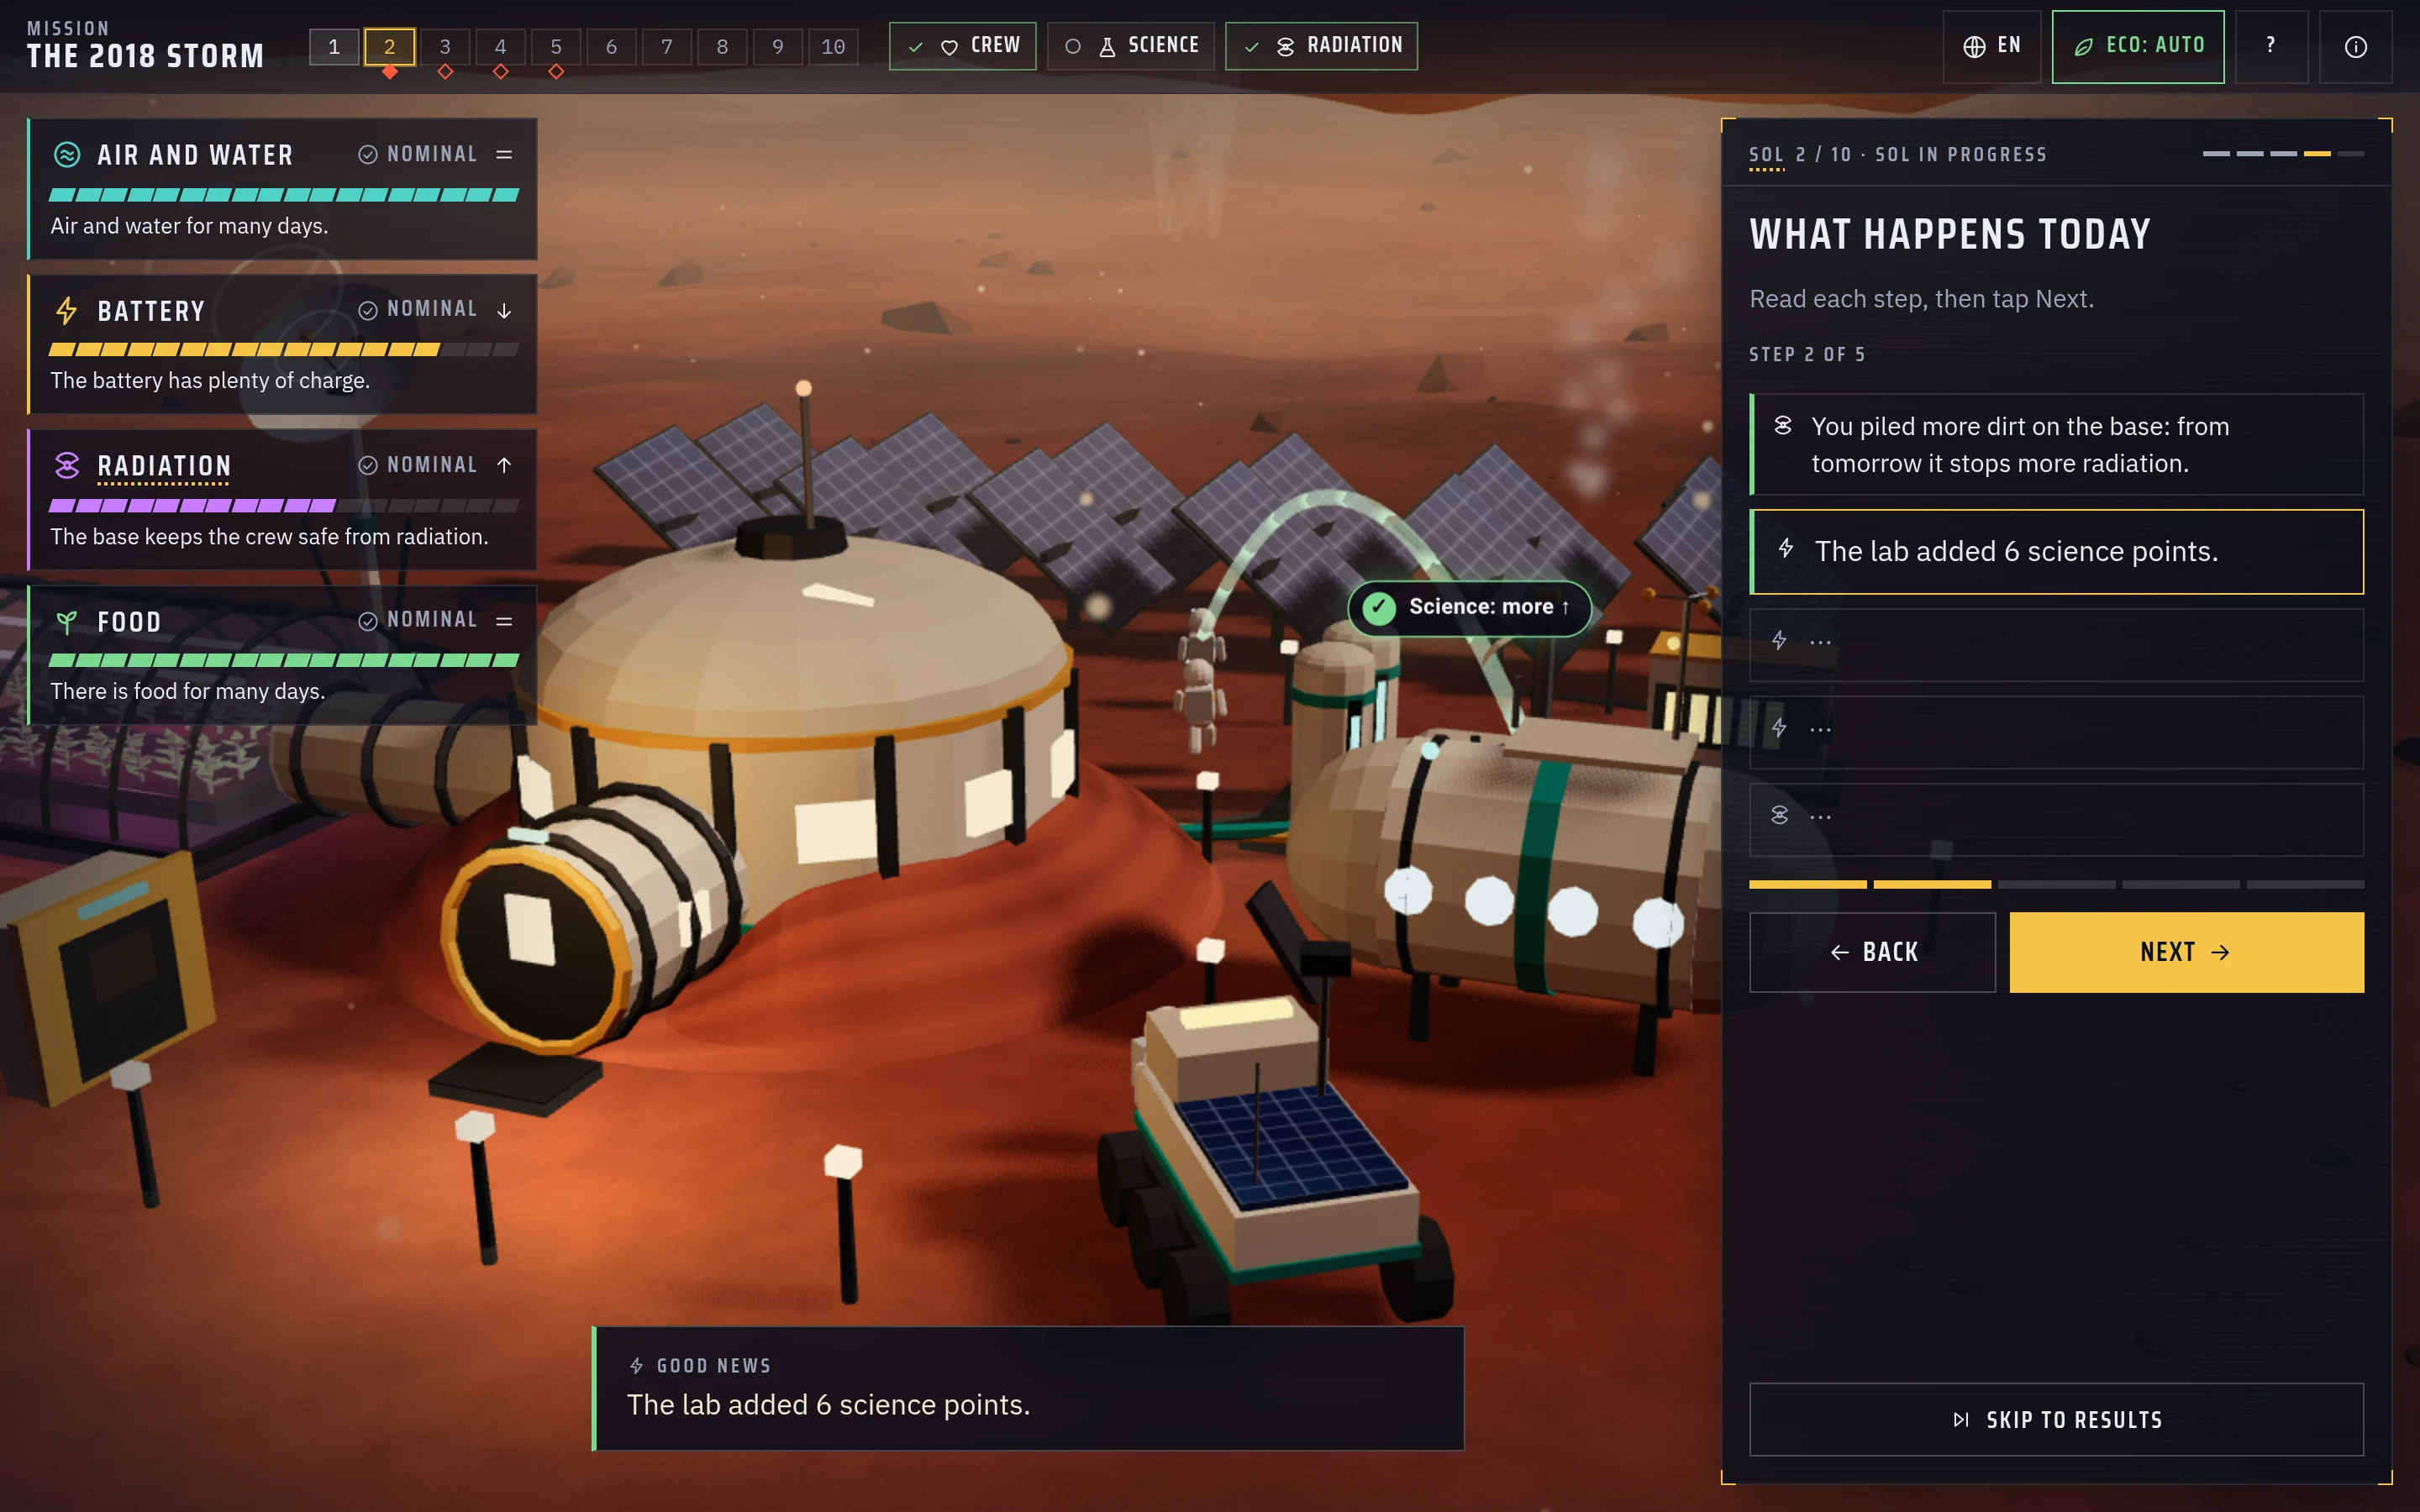 MISSION
THE 2018 STORM
1 2 3 4 5 6 7 8 9 10
CREW
SCIENCE
RADIATION
EN
ECO: AUTO
?
AIR AND WATER
NOMINAL =
Air and water for many days.
BATTERY
NOMINAL ↓
The battery has plenty of charge.
RADIATION
NOMINAL ↑
The base keeps the crew safe from radiation.
FOOD
NOMINAL =
There is food for many days.
Science: more ↑
GOOD NEWS
The lab added 6 science points.
SOL 2 / 10 · SOL IN PROGRESS
WHAT HAPPENS TODAY
Read each step, then tap Next.
STEP 2 OF 5
You piled more dirt on the base: from
tomorrow it stops more radiation.
The lab added 6 science points.
...
...
...
← BACK
NEXT →
SKIP TO RESULTS